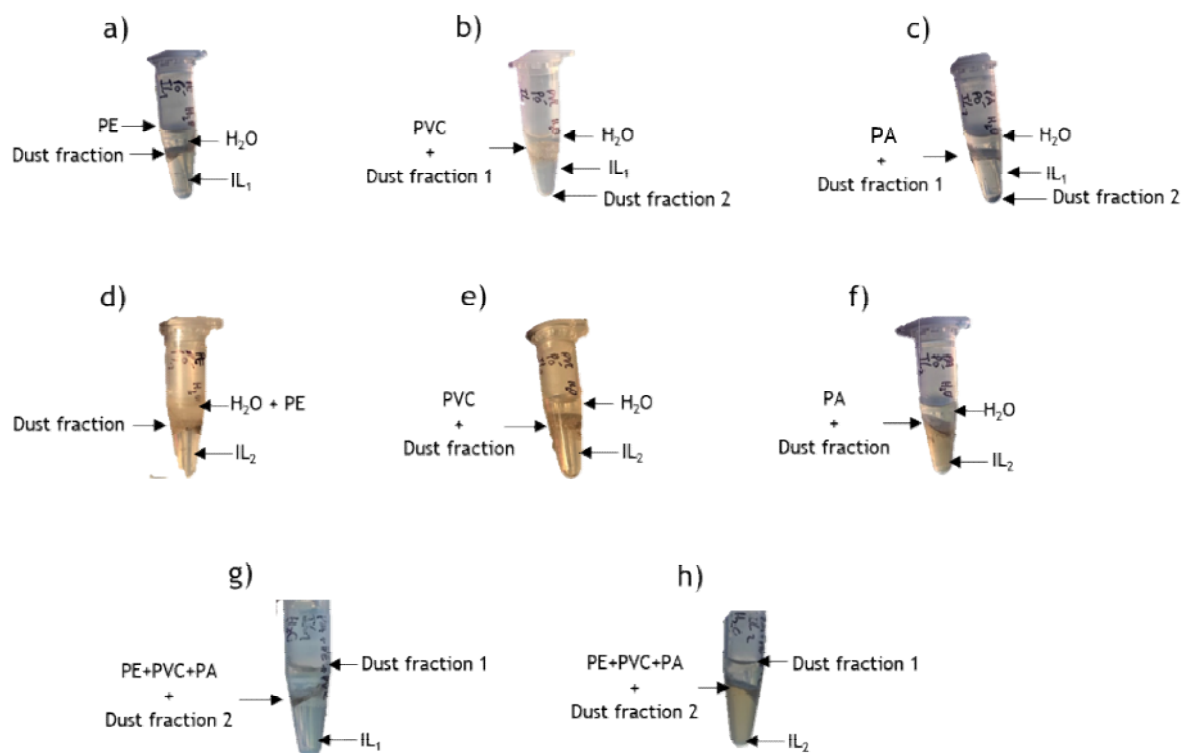 a)
b)
c)
PE
H₂O
Dust fraction
IL₁
PVC
+
Dust fraction 1
H₂O
IL₁
Dust fraction 2
PA
+
Dust fraction 1
H₂O
IL₁
Dust fraction 2
d)
e)
f)
H₂O + PE
Dust fraction
IL₂
PVC
+
Dust fraction
H₂O
IL₂
PA
+
Dust fraction
H₂O
IL₂
g)
h)
PE+PVC+PA
+
Dust fraction 2
Dust fraction 1
IL₁
PE+PVC+PA
+
Dust fraction 2
Dust fraction 1
IL₂